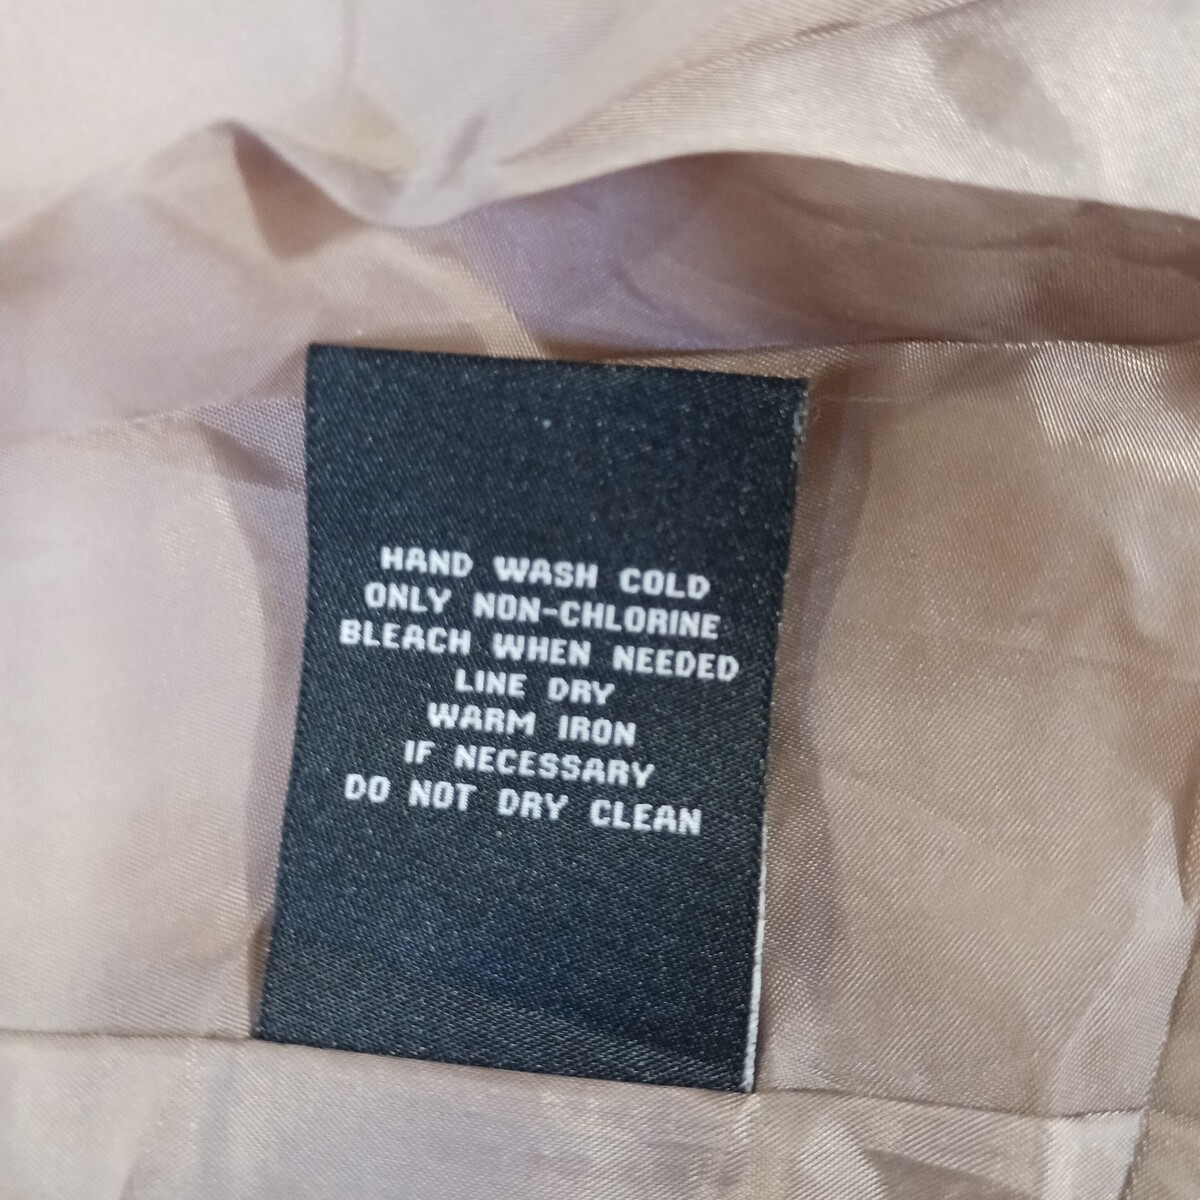 HAND WASH COLD
ONLY NON-CHLORINE
BLEACH WHEN NEEDED
LINE DRY
WARM IRON
IF NECESSARY
DO NOT DRY CLEAN